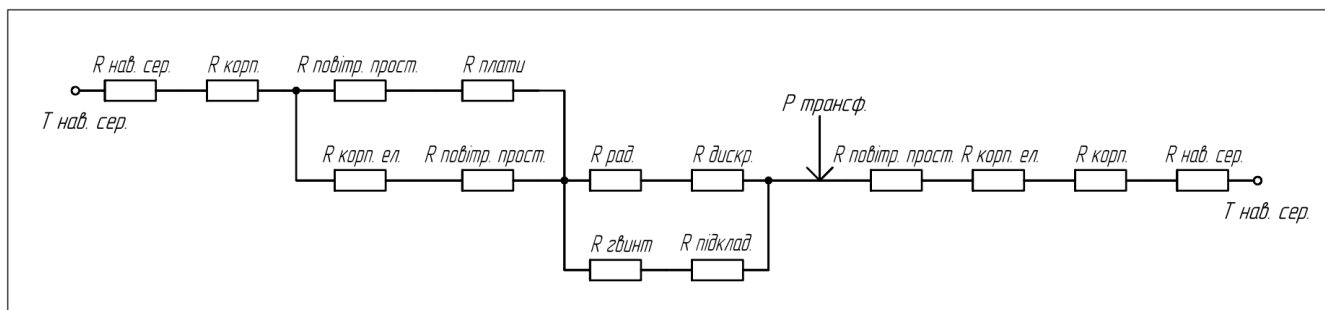 R нав. сер.
R корп.
R повітр. прост.
R плати
T нав. сер.
P трансф.
R корп. ел.
R повітр. прост.
R рад.
R дискр.
R повітр. прост.
R корп. ел.
R корп.
R нав. сер.
T нав. сер.
R гвинт
R підклад.